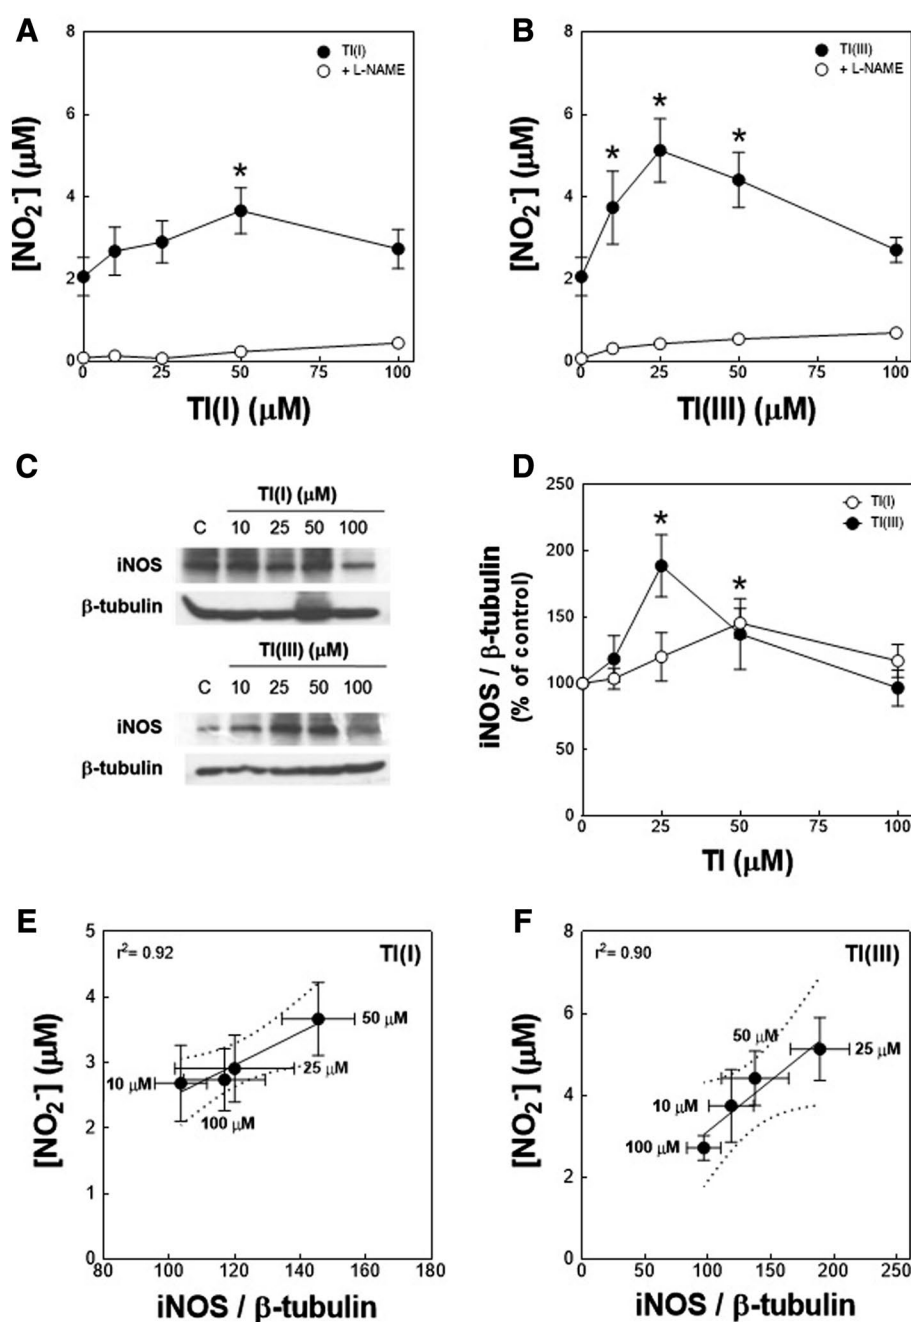 A
[NO₂⁻] (μM)
8
6
4
2
0
Tl(I)
+ L-NAME
*
0 25 50 75 100
Tl(I) (μM)
B
[NO₂⁻] (μM)
8
6
4
2
0
Tl(III)
+ L-NAME
* * *
0 25 50 75 100
Tl(III) (μM)
C
Tl(I) (μM)
C 10 25 50 100
iNOS
β-tubulin
Tl(III) (μM)
C 10 25 50 100
iNOS
β-tubulin
D
iNOS / β-tubulin
(% of control)
250
200
150
100
50
0
Tl(I)
Tl(III)
* *
0 25 50 75 100
Tl (μM)
E
[NO₂⁻] (μM)
5
4
3
2
1
0
r²= 0.92
Tl(I)
50 μM
25 μM
10 μM
100 μM
80 100 120 140 160 180
iNOS / β-tubulin
F
[NO₂⁻] (μM)
8
6
4
2
0
r²= 0.90
Tl(III)
50 μM
25 μM
10 μM
100 μM
0 50 100 150 200 250
iNOS / β-tubulin